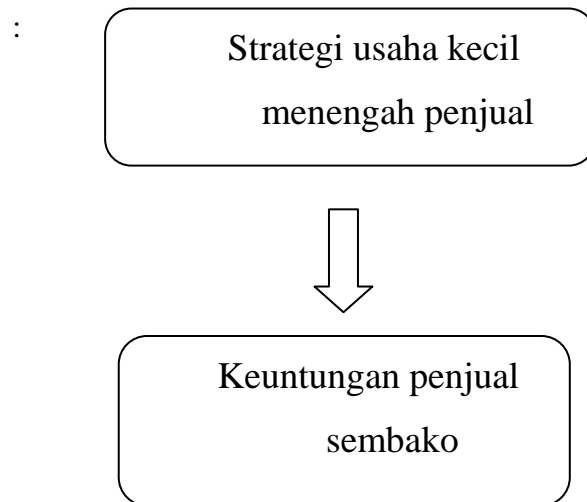 :
Strategi usaha kecil
menengah penjual
Keuntungan penjual
sembako